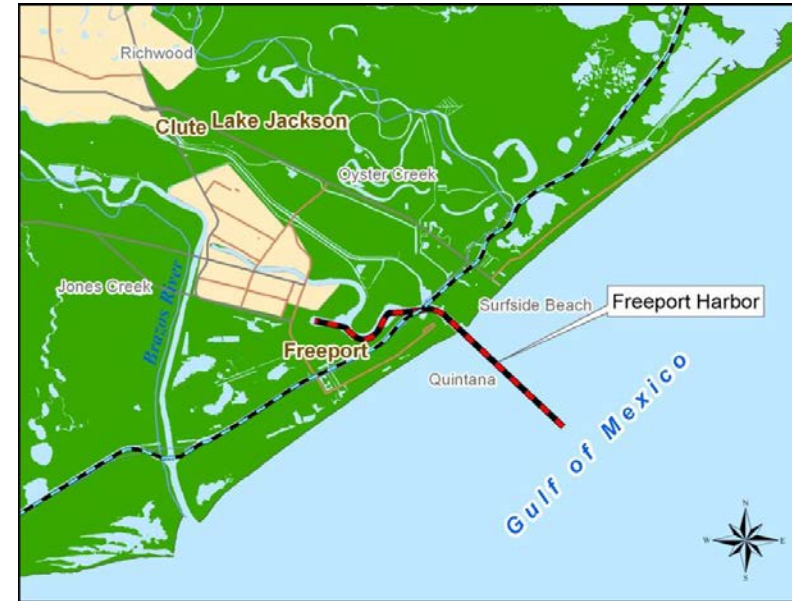 Richwood
Clute
Lake Jackson
Oyster Creek
Jones Creek
Brazos River
Surfside Beach
Freeport Harbor
Freeport
Quintana
Gulf of Mexico
N
W
E
S